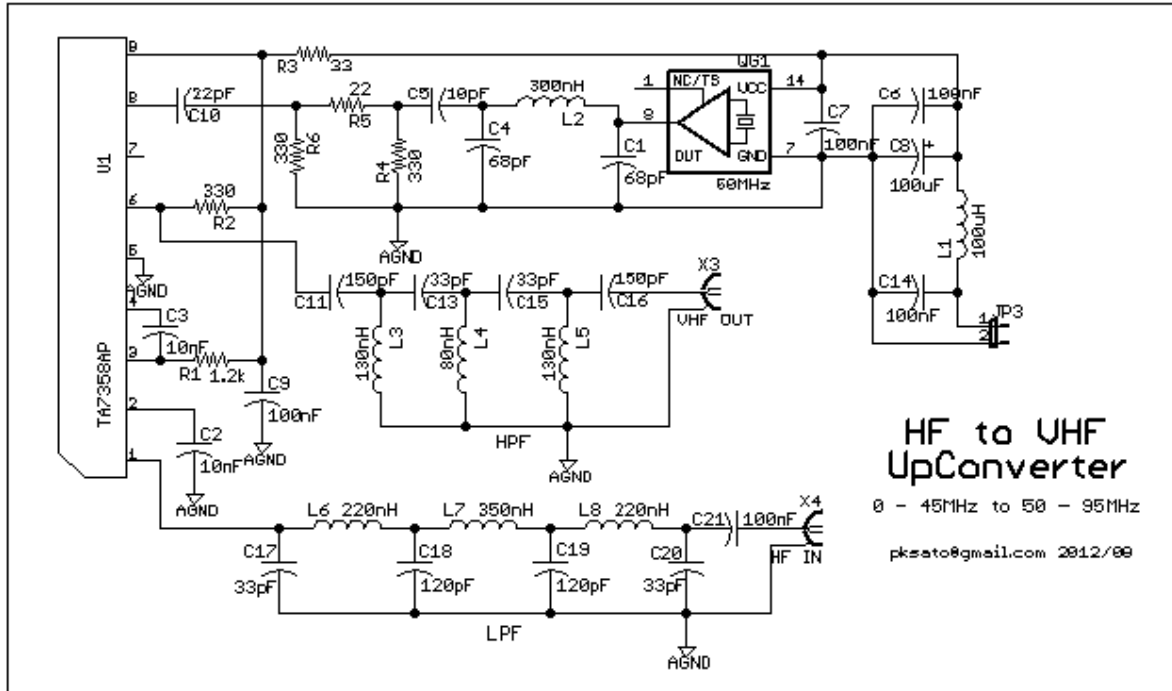 9
R3
33
8
22pF
C10
22
R5
C5
10pF
300nH
L2
QG1
1
NC/TS
VCC
14
8
OUT
GND
7
50MHz
C7
100nF
C6
100nF
C8
+
100uF
L1
100uH
C14
100nF
JP3
1
2
U1
TA7358AP
7
330
R6
R4
330
C4
68pF
C1
68pF
AGND
6
330
R2
5
AGND
4
C3
10nF
3
R1
1.2k
C9
100nF
AGND
2
C2
10nF
AGND
1
C11
150pF
33pF
C13
33pF
C15
150pF
C16
X3
VHF OUT
130nH
L3
80nH
L4
130nH
L5
HPF
AGND
HF to VHF
UpConverter
0 - 45MHz to 50 - 95MHz
pksato@gmail.com 2012/09
L6 220nH
L7 350nH
L8 220nH
C21
100nF
X4
HF IN
C17
33pF
C18
120pF
C19
120pF
C20
33pF
LPF
AGND